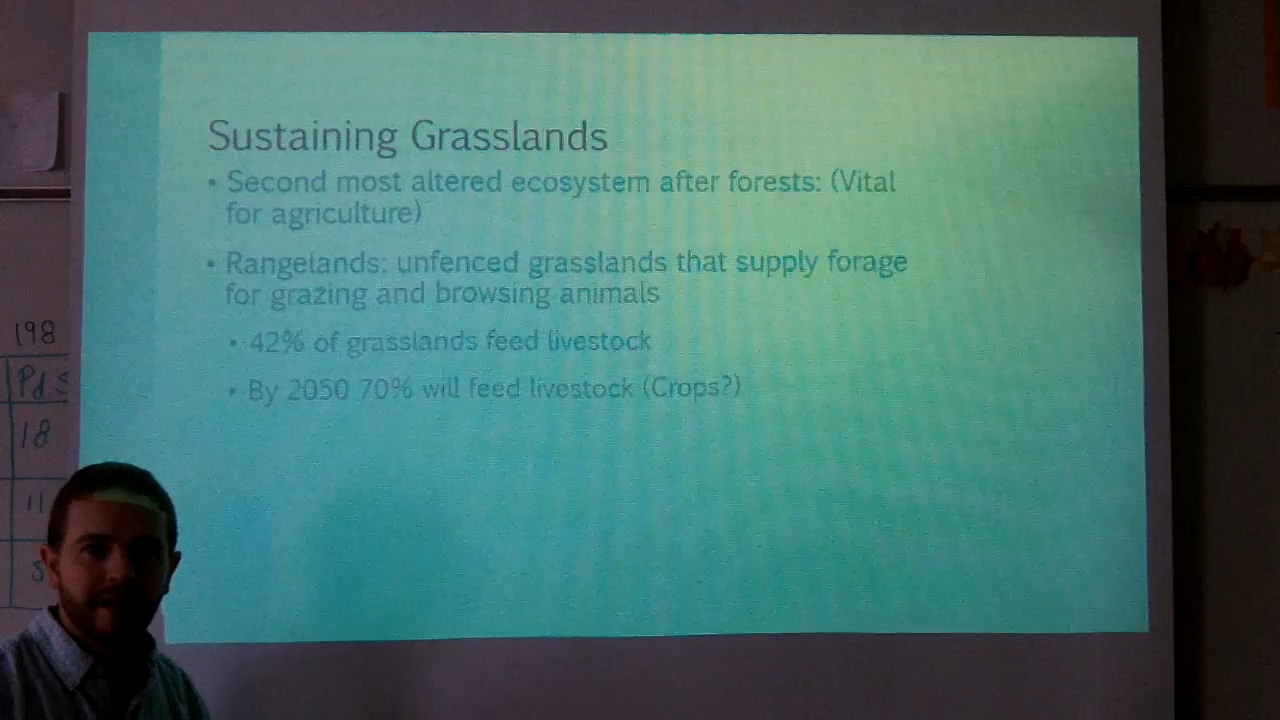 Sustaining Grasslands
• Second most altered ecosystem after forests: (Vital
for agriculture)
• Rangelands: unfenced grasslands that supply forage
for grazing and browsing animals
• 42% of grasslands feed livestock
• By 2050 70% will feed livestock (Crops?)
198
Pd
18
11